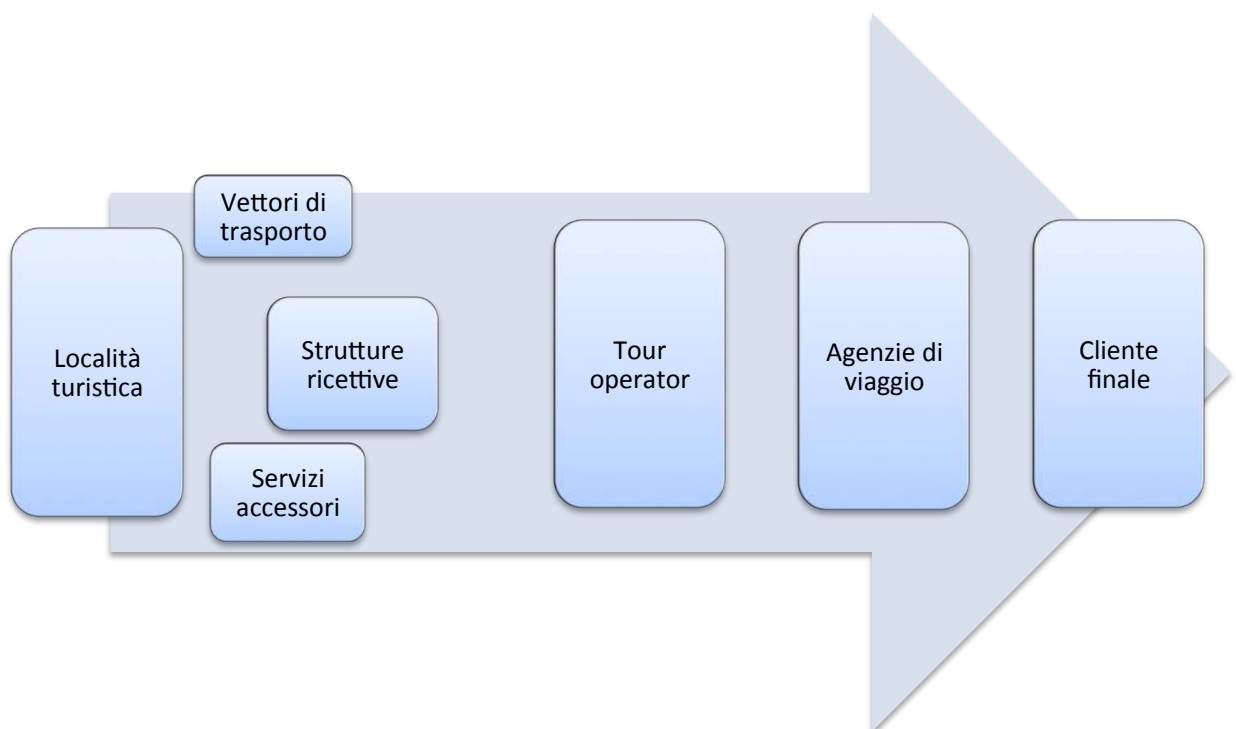 Località
turistica
Vettori di
trasporto
Strutture
ricettive
Servizi
accessori
Tour
operator
Agenzie di
viaggio
Cliente
finale